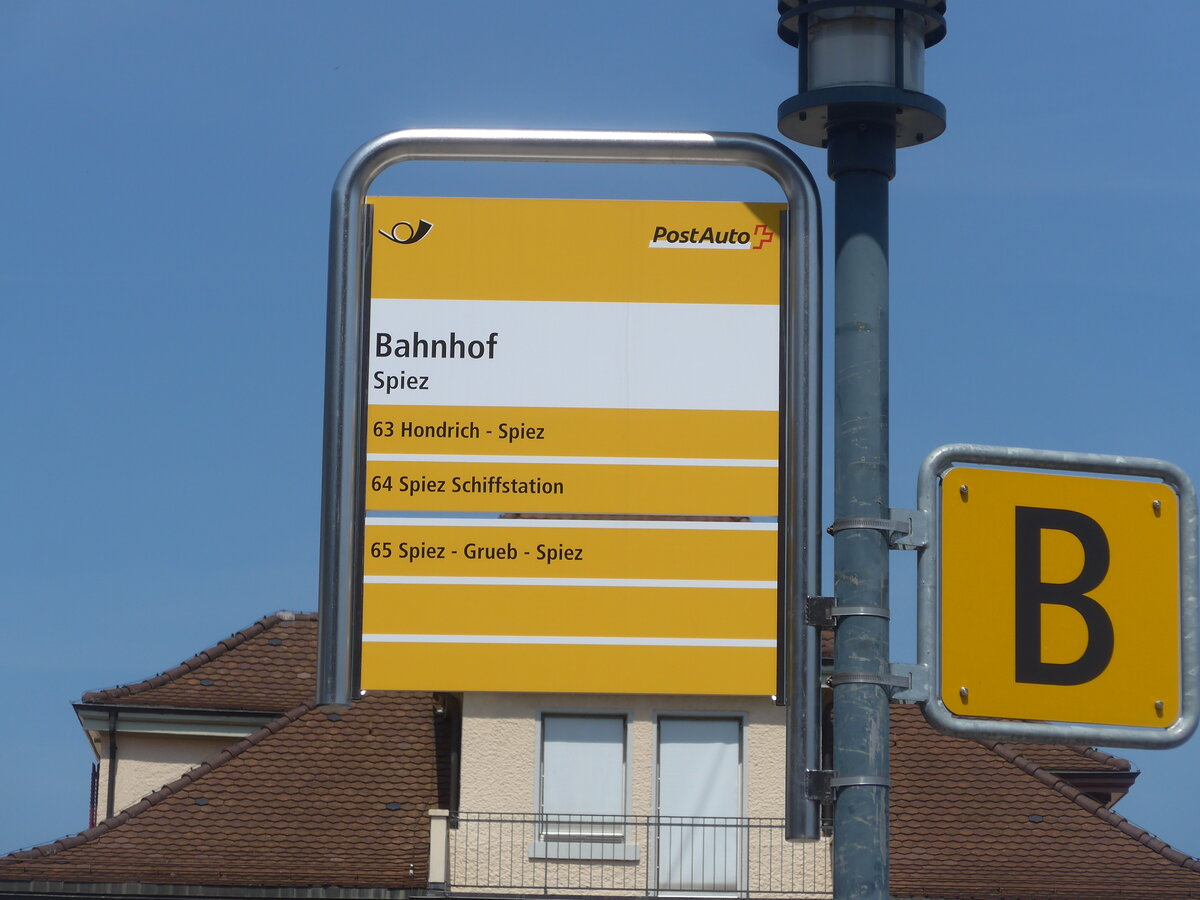 PostAuto
Bahnhof
Spiez
63 Hondrich - Spiez
64 Spiez Schiffstation
65 Spiez - Grueb - Spiez
B